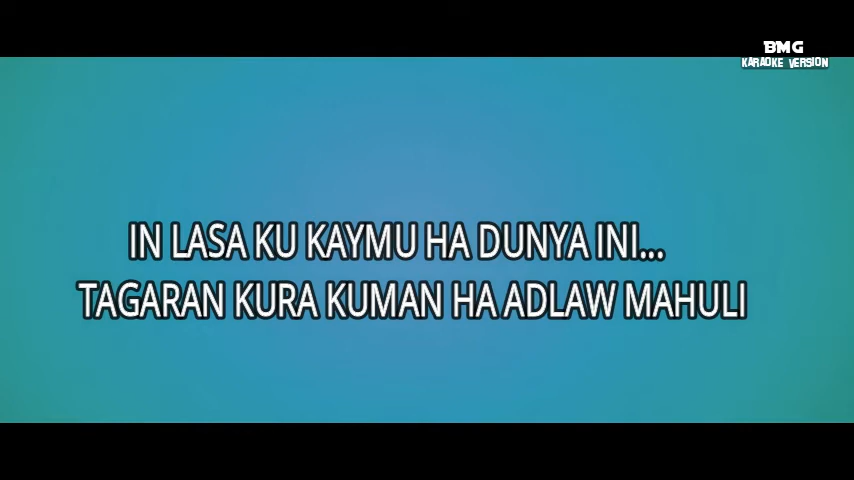 BMG
KARAOKE VERSION
IN LASA KU KAYMU HA DUNYA INI...
TAGARAN KURA KUMAN HA ADLAW MAHULI